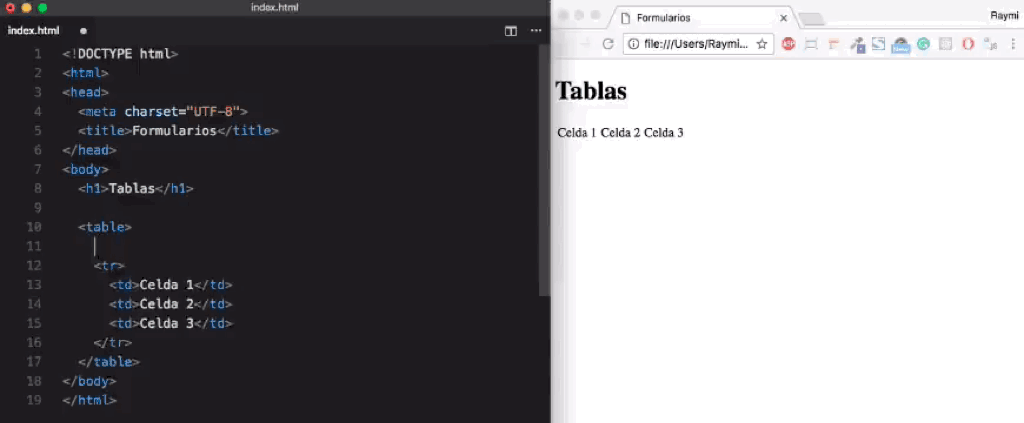 index.html
index.html
1 <!DOCTYPE html>
2 <html>
3 <head>
4 <meta charset="UTF-8">
5 <title>Formularios</title>
6 </head>
7 <body>
8 <h1>Tablas</h1>
9
10 <table>
11
12 <tr>
13 <td>Celda 1</td>
14 <td>Celda 2</td>
15 <td>Celda 3</td>
16 </tr>
17 </table>
18 </body>
19 </html>
Formularios
Raymi
file:///Users/Raymi...
Tablas
Celda 1 Celda 2 Celda 3